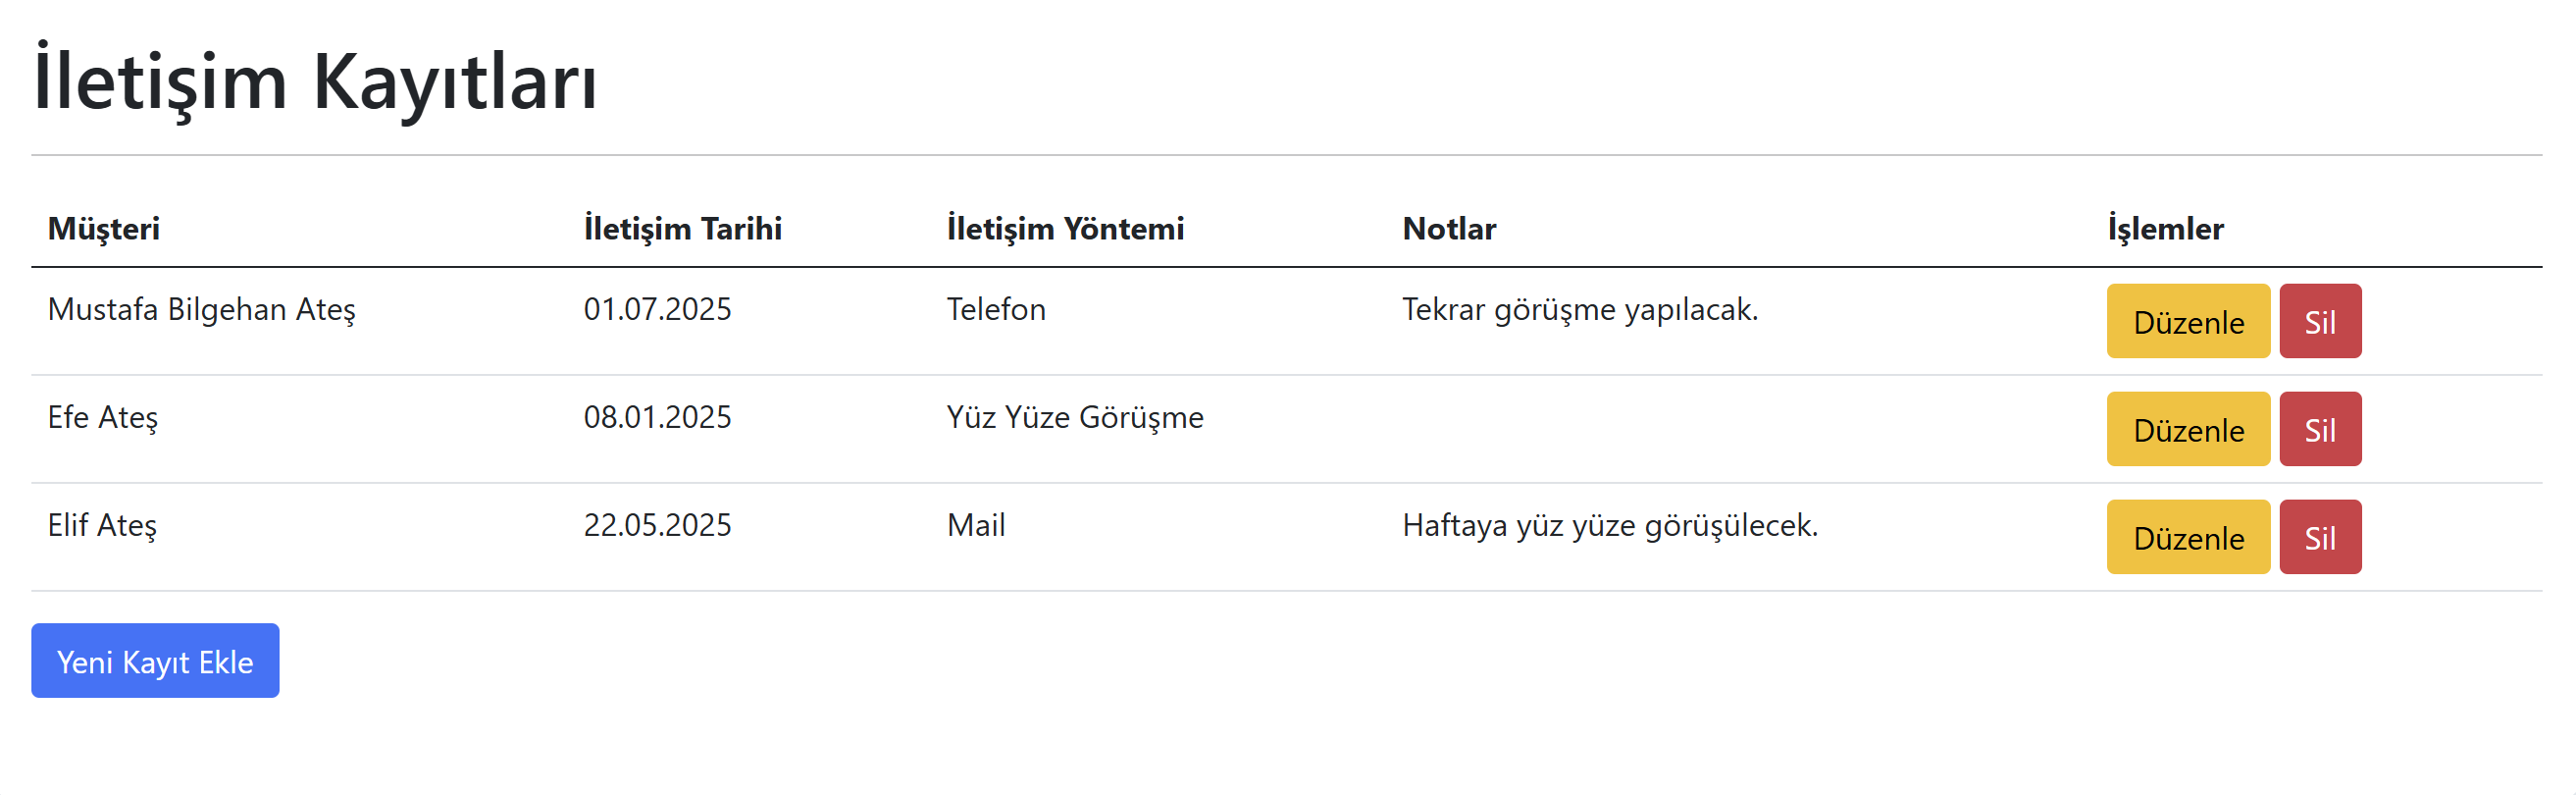 İletişim Kayıtları
Müşteri İletişim Tarihi İletişim Yöntemi Notlar İşlemler
Mustafa Bilgehan Ateş 01.07.2025 Telefon Tekrar görüşme yapılacak. Düzenle Sil
Efe Ateş 08.01.2025 Yüz Yüze Görüşme Düzenle Sil
Elif Ateş 22.05.2025 Mail Haftaya yüz yüze görüşülecek. Düzenle Sil
Yeni Kayıt Ekle